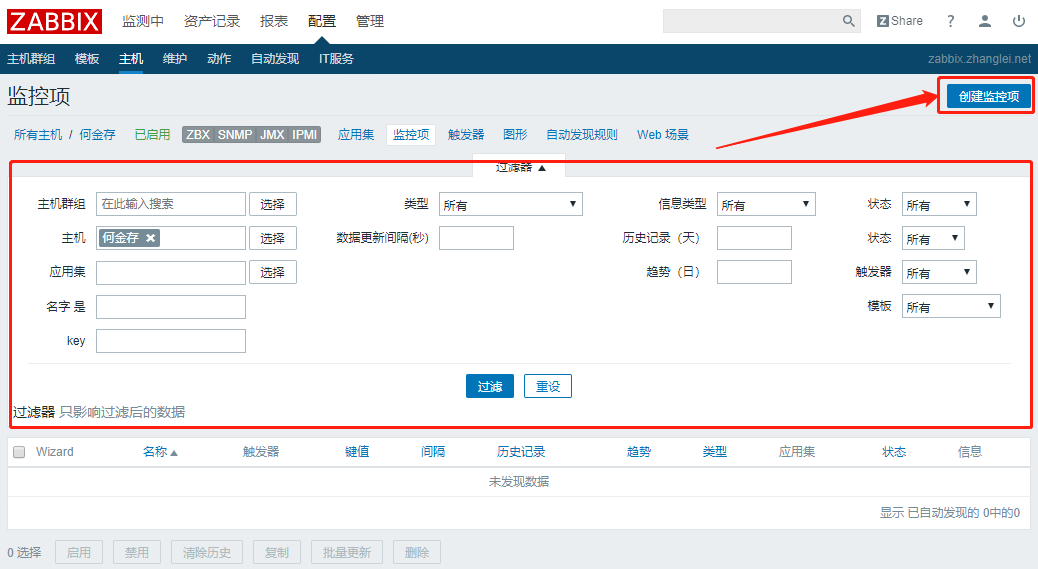 ZABBIX 监测中 资产记录 报表 配置 管理 Z Share ?
主机群组 模板 主机 维护 动作 自动发现 IT服务 zabbix.zhanglei.net
监控项 创建监控项
所有主机 / 何金存 已启用 ZBX SNMP JMX IPMI 应用集 监控项 触发器 图形 自动发现规则 Web 场景
过滤器 ▲
主机群组 在此输入搜索 选择 类型 所有 信息类型 所有 状态 所有
主机 何金存 选择 数据更新间隔(秒) 历史记录（天） 状态 所有
应用集 选择 趋势（日） 触发器 所有
名字 是 模板 所有
key
过滤 重设
过滤器 只影响过滤后的数据
Wizard 名称▲ 触发器 键值 间隔 历史记录 趋势 类型 应用集 状态 信息
未发现数据
显示 已自动发现的 0中的0
0 选择 启用 禁用 清除历史 复制 批量更新 删除